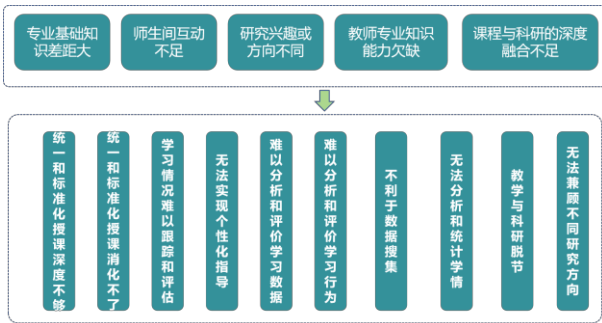 专业基础知
识差距大
师生间互动
不足
研究兴趣或
方向不同
教师专业知识
能力欠缺
课程与科研的深度
融合不足
统一和标准化授课深度不够
统一和标准化授课消化不了
学习情况难以跟踪和评估
无法实现个性化指导
难以分析和评价学习数据
难以分析和评价学习行为
不利于数据搜集
无法分析和统计学情
教学与科研脱节
无法兼顾不同研究方向